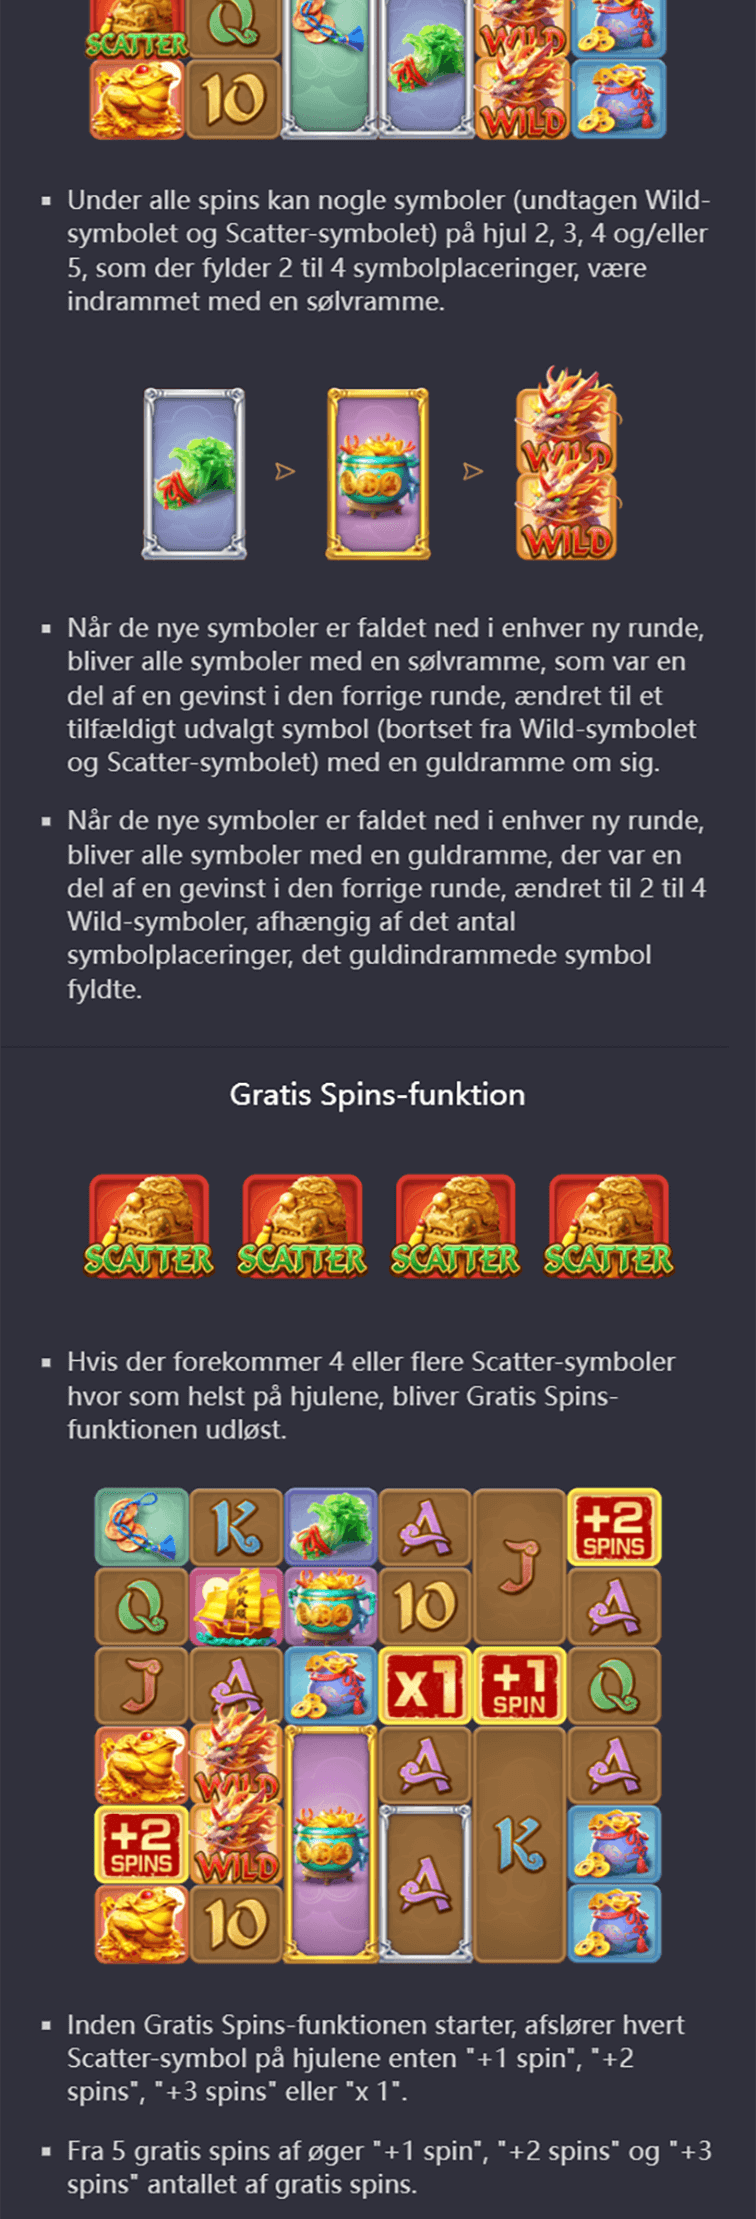 SCATTER Q WILD
10 WILD
▪ Under alle spins kan nogle symboler (undtagen Wild-
symbolet og Scatter-symbolet) på hjul 2, 3, 4 og/eller
5, som der fylder 2 til 4 symbolplaceringer, være
indrammet med en sølvramme.
WILD
WILD
▪ Når de nye symboler er faldet ned i enhver ny runde,
bliver alle symboler med en sølvramme, som var en
del af en gevinst i den forrige runde, ændret til et
tilfældigt udvalgt symbol (bortset fra Wild-symbolet
og Scatter-symbolet) med en guldramme om sig.
▪ Når de nye symboler er faldet ned i enhver ny runde,
bliver alle symboler med en guldramme, der var en
del af en gevinst i den forrige runde, ændret til 2 til 4
Wild-symboler, afhængig af det antal
symbolplaceringer, det guldindrammede symbol
fyldte.
Gratis Spins-funktion
SCATTER SCATTER SCATTER SCATTER
▪ Hvis der forekommer 4 eller flere Scatter-symboler
hvor som helst på hjulene, bliver Gratis Spins-
funktionen udløst.
K A J +2
SPINS
Q 10 A
J A x1 +1 Q
SPIN
WILD A A
+2 WILD A K
SPINS
10
▪ Inden Gratis Spins-funktionen starter, afslører hvert
Scatter-symbol på hjulene enten "+1 spin", "+2
spins", "+3 spins" eller "x 1".
▪ Fra 5 gratis spins af øger "+1 spin", "+2 spins" og "+3
spins" antallet af gratis spins.